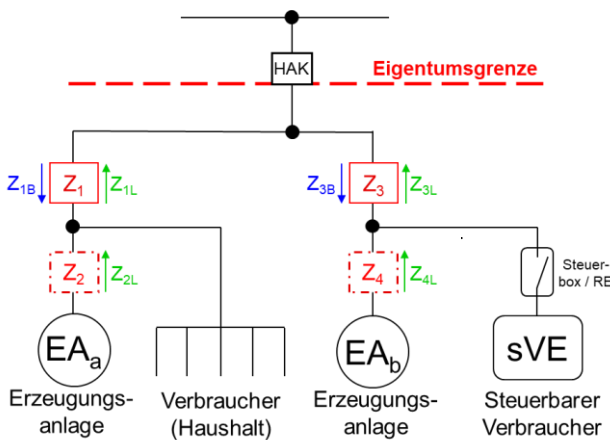 HAK
Eigentumsgrenze
Z1B
Z1
Z1L
Z3B
Z3
Z3L
Z2
Z2L
Z4
Z4L
Steuer-
box / RE
EAa
EAb
sVE
Erzeugungs-
anlage
Verbraucher
(Haushalt)
Erzeugungs-
anlage
Steuerbarer
Verbraucher